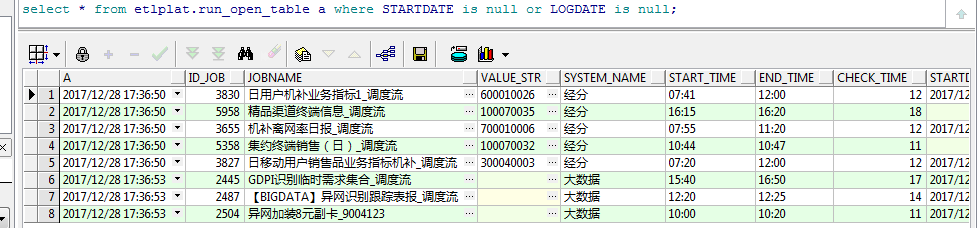 select * from etlplat.run_open_table a where STARTDATE is null or LOGDATE is null;
A ID_JOB JOBNAME VALUE_STR SYSTEM_NAME START_TIME END_TIME CHECK_TIME STARTD
1 2017/12/28 17:36:50 3830 日用户机补业务指标1_调度流 600010026 经分 07:41 12:00 12 2017/12
2 2017/12/28 17:36:50 5958 精品渠道终端信息_调度流 100070035 经分 16:15 16:20 18
3 2017/12/28 17:36:50 3655 机补离网率日报_调度流 700010006 经分 07:55 11:20 12 2017/12
4 2017/12/28 17:36:50 5358 集约终端销售（日）_调度流 100070032 经分 10:44 10:47 11
5 2017/12/28 17:36:50 3827 日移动用户销售品业务指标机补_调度流 300040003 经分 07:20 12:00 12 2017/12
6 2017/12/28 17:36:53 2445 GDPI识别临时需求集合_调度流 大数据 15:40 16:50 17 2017/12
7 2017/12/28 17:36:53 2487 【BIGDATA】异网识别跟踪表报_调度流 大数据 12:20 12:25 14 2017/12
8 2017/12/28 17:36:53 2504 异网加装8元副卡_9004123 大数据 10:00 10:20 11 2017/12